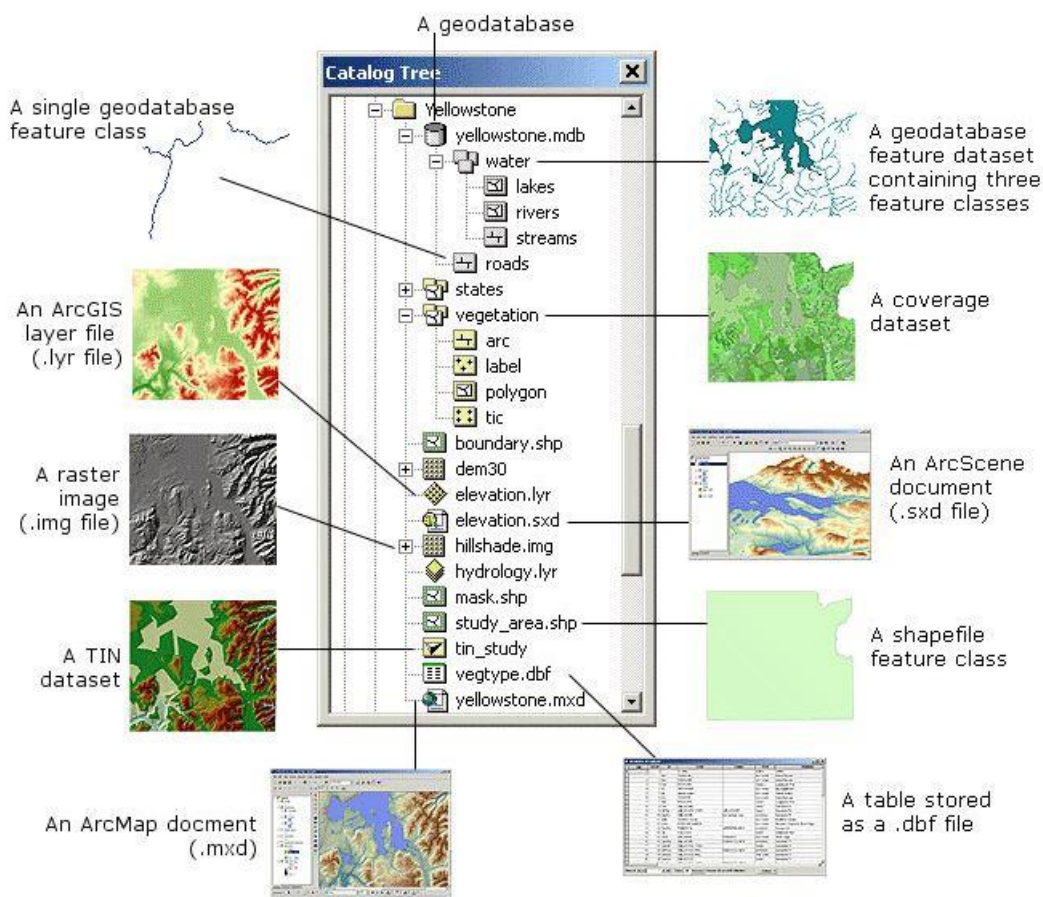 A geodatabase
Catalog Tree
A single geodatabase
feature class
Yellowstone
yellowstone.mdb
water
lakes
rivers
streams
roads
states
vegetation
arc
label
polygon
tic
boundary.shp
dem30
elevation.lyr
elevation.sxd
hillshade.img
hydrology.lyr
mask.shp
study_area.shp
tin_study
vegtype.dbf
yellowstone.mxd
A geodatabase
feature dataset
containing three
feature classes
An ArcGIS
layer file
(.lyr file)
A coverage
dataset
A raster
image
(.img file)
An ArcScene
document
(.sxd file)
A TIN
dataset
A shapefile
feature class
An ArcMap docment
(.mxd)
A table stored
as a .dbf file